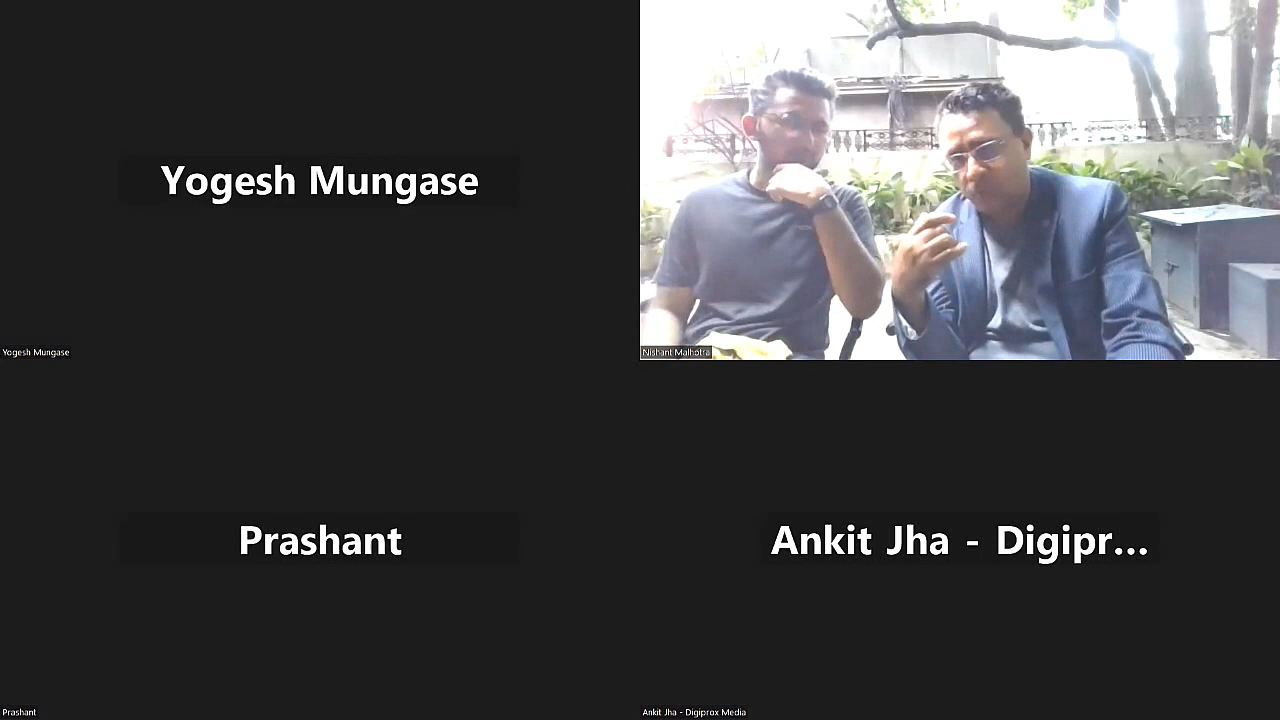 Yogesh Mungase
Yogesh Mungase
Nishant Malhotra
Prashant
Ankit Jha - Digipr...
Prashant
Ankit Jha - Digiprox Media